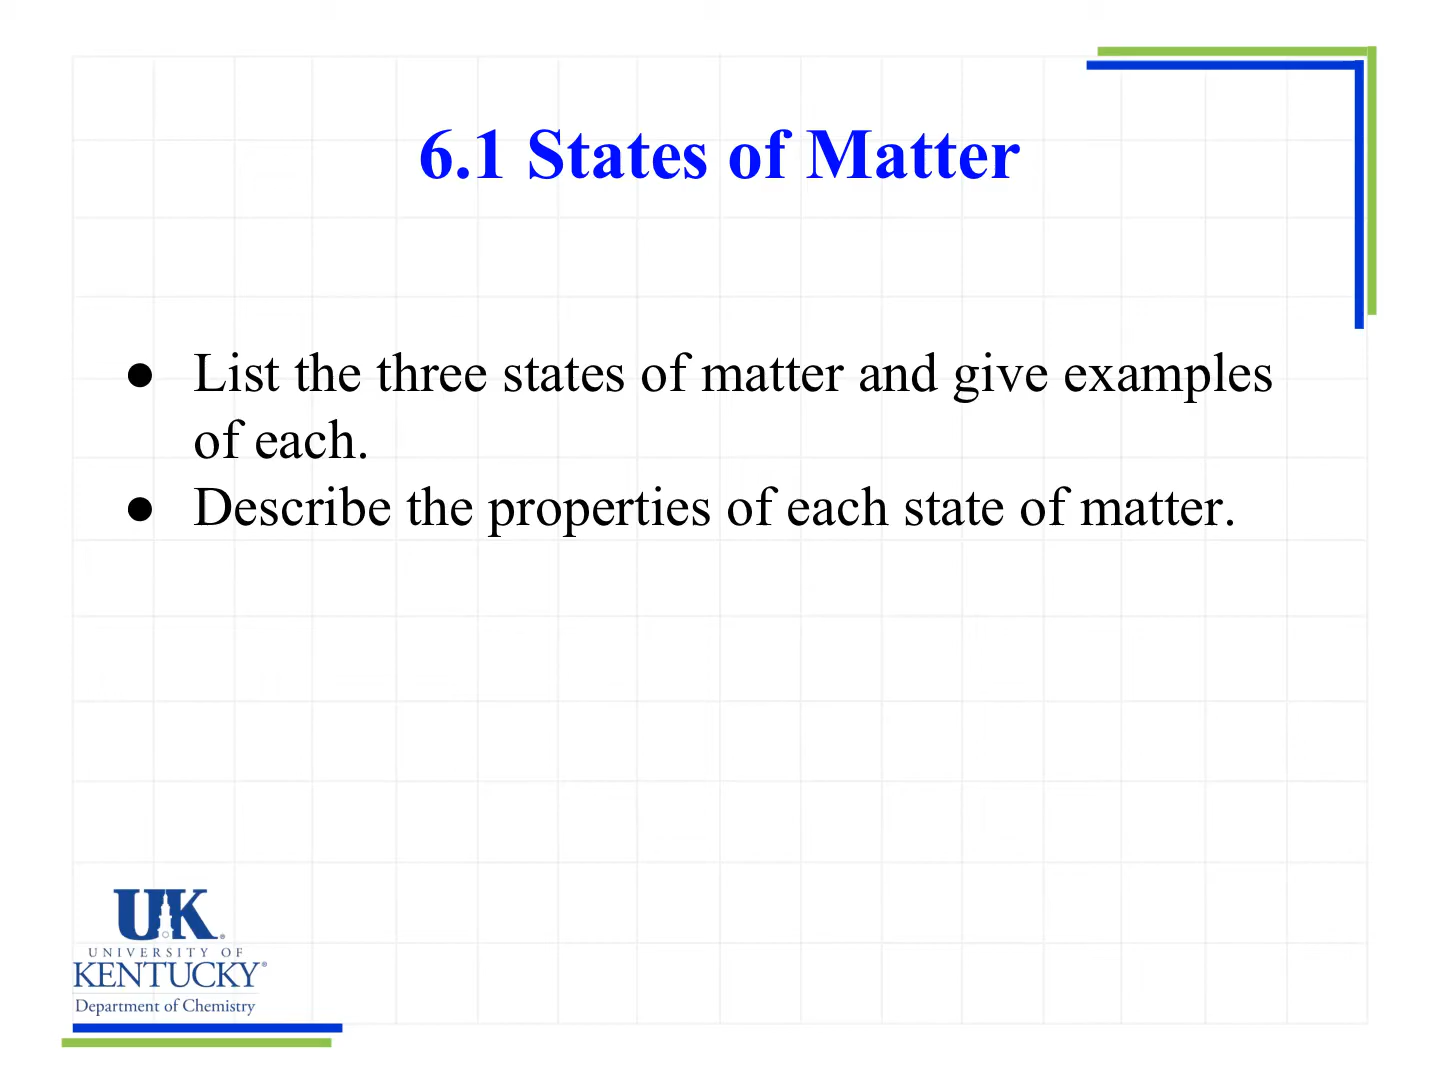 6.1 States of Matter
● List the three states of matter and give examples
of each.
● Describe the properties of each state of matter.
UK®
UNIVERSITY OF
KENTUCKY®
Department of Chemistry